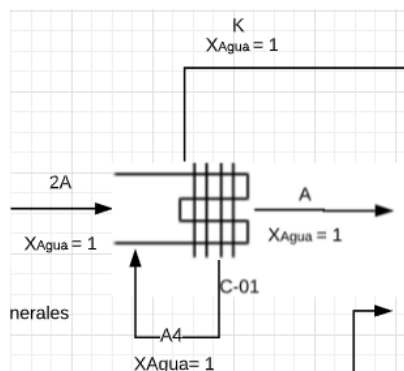 K
XAgua = 1
2A
A
XAgua = 1
XAgua = 1
C-01
nerales
A4
XAgua= 1